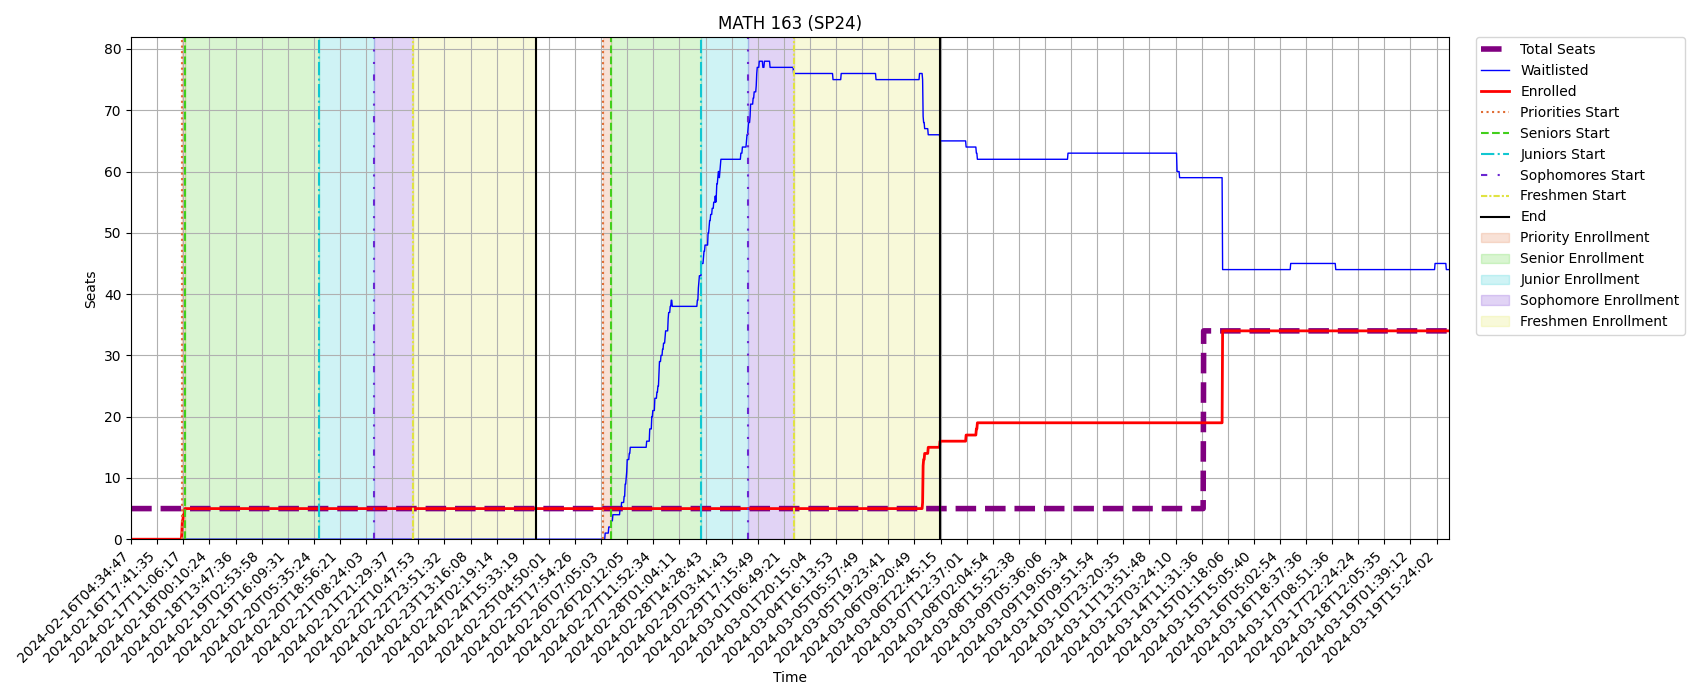 MATH 163 (SP24)
Seats
80
70
60
50
40
30
20
10
0
2024-02-16T04:34:47
2024-02-16T17:41:35
2024-02-17T11:06:17
2024-02-18T00:10:24
2024-02-18T13:47:36
2024-02-19T02:53:58
2024-02-19T16:09:31
2024-02-20T05:35:24
2024-02-20T18:56:21
2024-02-21T08:24:03
2024-02-21T21:29:37
2024-02-22T10:47:53
2024-02-22T23:51:32
2024-02-23T13:16:08
2024-02-24T02:19:14
2024-02-24T15:33:19
2024-02-25T04:50:01
2024-02-25T17:54:26
2024-02-26T07:05:03
2024-02-26T20:12:05
2024-02-27T11:52:34
2024-02-28T01:04:11
2024-02-28T14:28:43
2024-02-29T03:41:43
2024-02-29T17:15:49
2024-03-01T06:49:21
2024-03-01T20:15:04
2024-03-04T16:13:53
2024-03-05T05:57:49
2024-03-05T19:23:41
2024-03-06T09:20:49
2024-03-06T22:45:15
2024-03-07T12:37:01
2024-03-08T02:04:54
2024-03-08T15:52:38
2024-03-09T05:36:06
2024-03-09T19:05:34
2024-03-10T09:51:54
2024-03-10T23:20:35
2024-03-11T13:51:48
2024-03-12T03:24:10
2024-03-14T11:31:36
2024-03-15T01:18:06
2024-03-15T15:05:40
2024-03-16T05:02:54
2024-03-16T18:37:36
2024-03-17T08:51:36
2024-03-17T22:24:24
2024-03-18T12:05:35
2024-03-19T01:39:12
2024-03-19T15:24:02
Time
Total Seats
Waitlisted
Enrolled
Priorities Start
Seniors Start
Juniors Start
Sophomores Start
Freshmen Start
End
Priority Enrollment
Senior Enrollment
Junior Enrollment
Sophomore Enrollment
Freshmen Enrollment